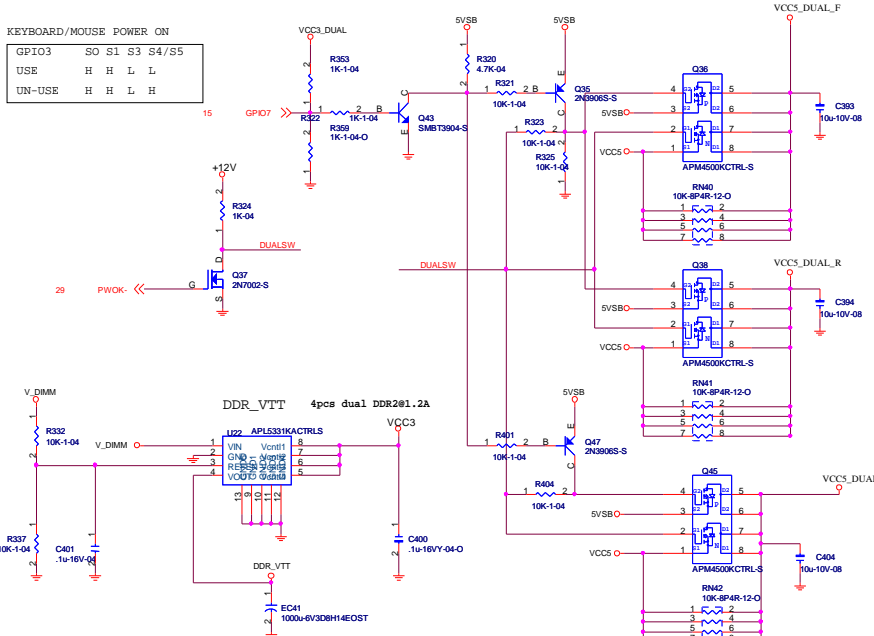 KEYBOARD/MOUSE POWER ON
GPIO3 SO S1 S3 S4/S5
USE H H L L
UN-USE H H L H
15 GPIO7
VCC3_DUAL
R353
1K-1-04
R322
1K-1-04
R359
1K-1-04-O
Q43
SMBT3904-S
5VSB
R320
4.7K-04
R321
10K-1-04
5VSB
Q35
2N3906S-S
R323
10K-1-04
R325
10K-1-04
VCC5_DUAL_F
Q36
5VSB
VCC5
APM4500KCTRL-S
C393
10u-10V-08
RN40
10K-8P4R-12-O
+12V
R324
1K-04
DUALSW
Q37
2N7002-S
29 PWOK-
DUALSW
VCC5_DUAL_R
Q38
5VSB
VCC5
APM4500KCTRL-S
C394
10u-10V-08
RN41
10K-8P4R-12-O
V_DIMM
R332
10K-1-04
R337
10K-1-04
C401
.1u-16V-04
DDR_VTT 4pcs dual DDR2@1.2A
V_DIMM
U22 APL5331KACTRLS
VIN Vcntl1
VCC3
C400
.1u-16VY-04-O
DDR_VTT
EC41
1000u-6V3D8H14EOST
5VSB
R401
10K-1-04
Q47
2N3906S-S
R404
10K-1-04
Q45
5VSB
VCC5
APM4500KCTRL-S
VCC5_DUAL
C404
10u-10V-08
RN42
10K-8P4R-12-O